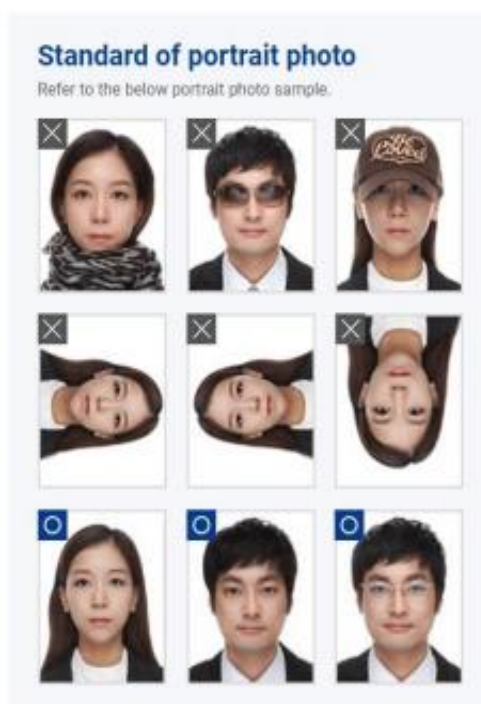 Standard of portrait photo
Refer to the below portrait photo sample.